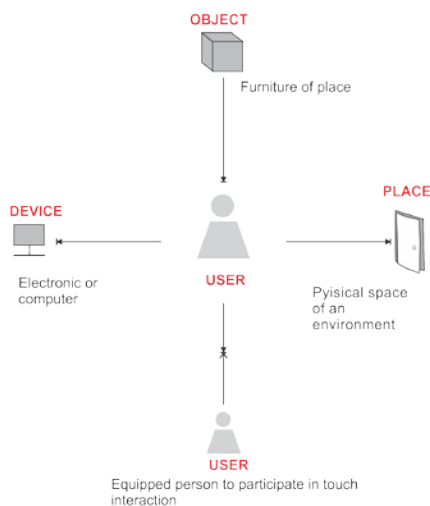 OBJECT
Furniture of place
PLACE
DEVICE
USER
Electronic or
computer
Pyisical space
of an
environment
USER
Equipped person to participate in touch
interaction